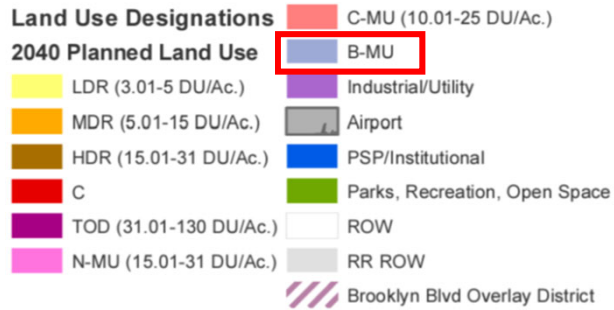 Land Use Designations
2040 Planned Land Use
LDR (3.01-5 DU/Ac.)
MDR (5.01-15 DU/Ac.)
HDR (15.01-31 DU/Ac.)
C
TOD (31.01-130 DU/Ac.)
N-MU (15.01-31 DU/Ac.)
C-MU (10.01-25 DU/Ac.)
B-MU
Industrial/Utility
Airport
PSP/Institutional
Parks, Recreation, Open Space
ROW
RR ROW
Brooklyn Blvd Overlay District